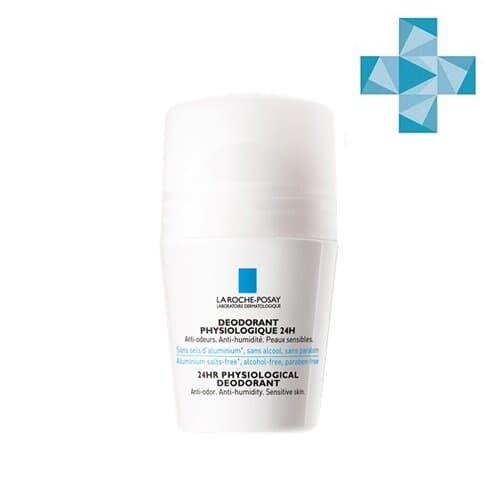 LA ROCHE-POSAY
LABORATOIRE DERMATOLOGIQUE
DEODORANT
PHYSIOLOGIQUE 24H
Anti-odeurs. Anti-humidité. Peaux sensibles.
Sans sels d'aluminium*, sans alcool, sans paraben
Aluminium salts-free*, alcohol-free, paraben-free
24HR PHYSIOLOGICAL
DEODORANT
Anti-odor. Anti-humidity. Sensitive skin.